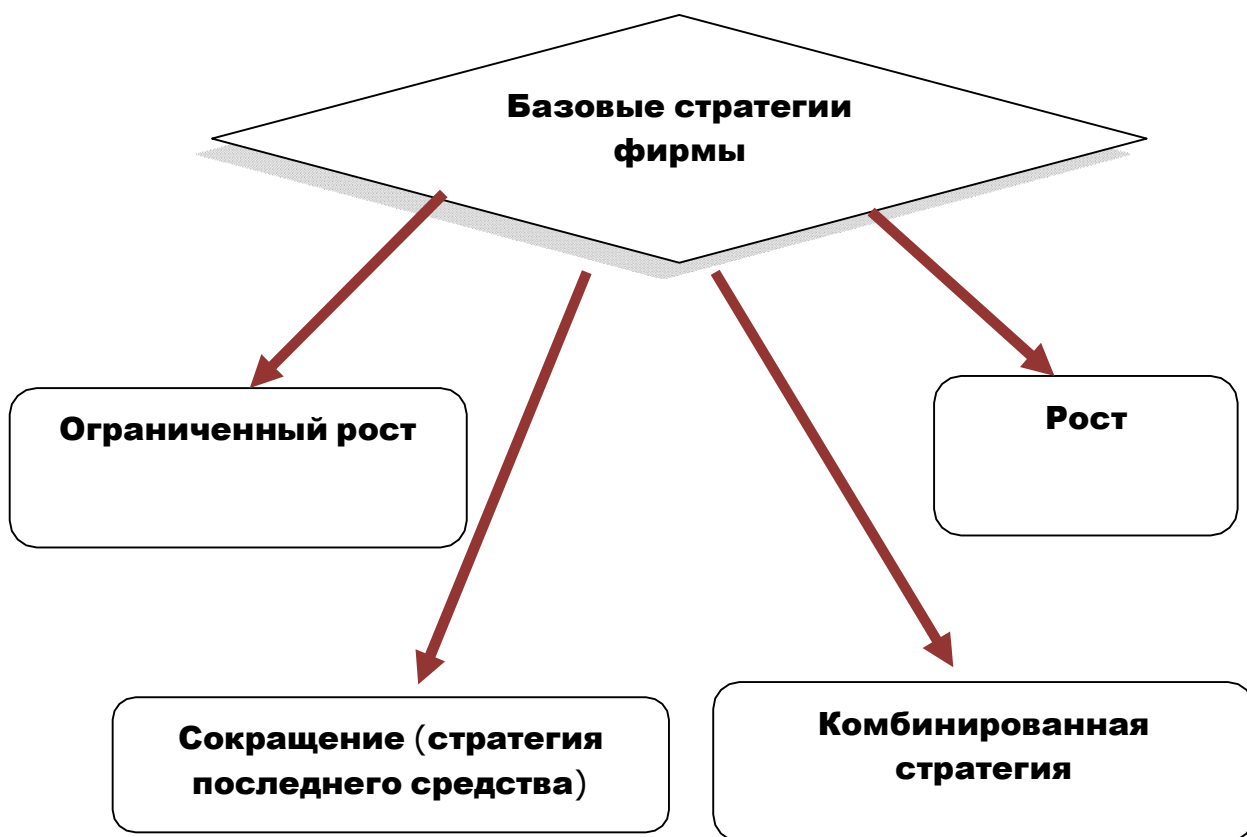 Базовые стратегии
фирмы
Ограниченный рост
Рост
Сокращение (стратегия
последнего средства)
Комбинированная
стратегия